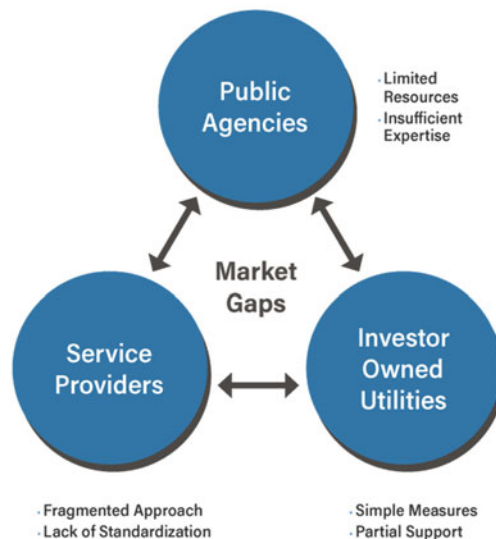 Public
Agencies
· Limited
Resources
· Insufficient
Expertise
Market
Gaps
Service
Providers
Investor
Owned
Utilities
· Fragmented Approach
· Lack of Standardization
· Simple Measures
· Partial Support